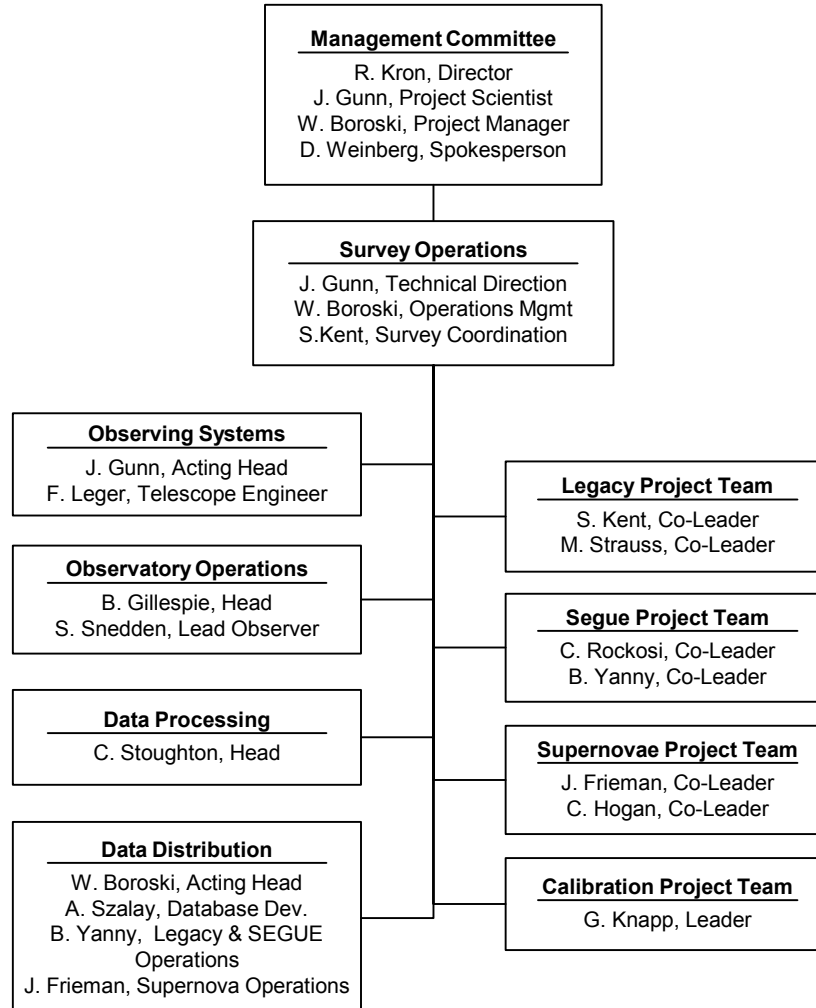 Management Committee
R. Kron, Director
J. Gunn, Project Scientist
W. Boroski, Project Manager
D. Weinberg, Spokesperson
Survey Operations
J. Gunn, Technical Direction
W. Boroski, Operations Mgmt
S.Kent, Survey Coordination
Observing Systems
J. Gunn, Acting Head
F. Leger, Telescope Engineer
Observatory Operations
B. Gillespie, Head
S. Snedden, Lead Observer
Data Processing
C. Stoughton, Head
Data Distribution
W. Boroski, Acting Head
A. Szalay, Database Dev.
B. Yanny, Legacy & SEGUE
Operations
J. Frieman, Supernova Operations
Legacy Project Team
S. Kent, Co-Leader
M. Strauss, Co-Leader
Segue Project Team
C. Rockosi, Co-Leader
B. Yanny, Co-Leader
Supernovae Project Team
J. Frieman, Co-Leader
C. Hogan, Co-Leader
Calibration Project Team
G. Knapp, Leader